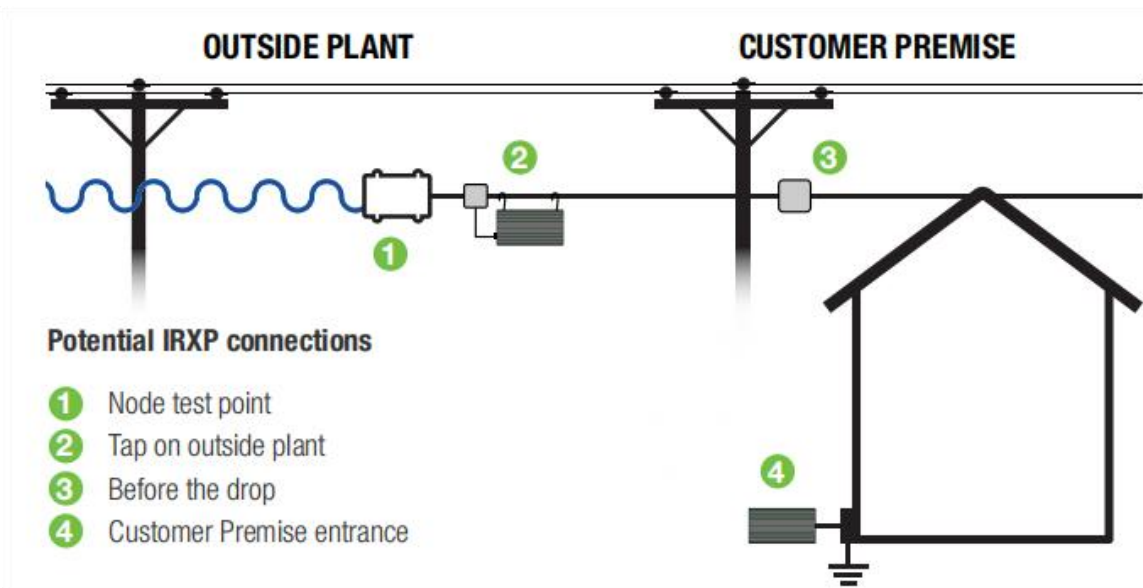 OUTSIDE PLANT
CUSTOMER PREMISE
2
3
1
Potential IRXP connections
1 Node test point
2 Tap on outside plant
3 Before the drop
4 Customer Premise entrance
4